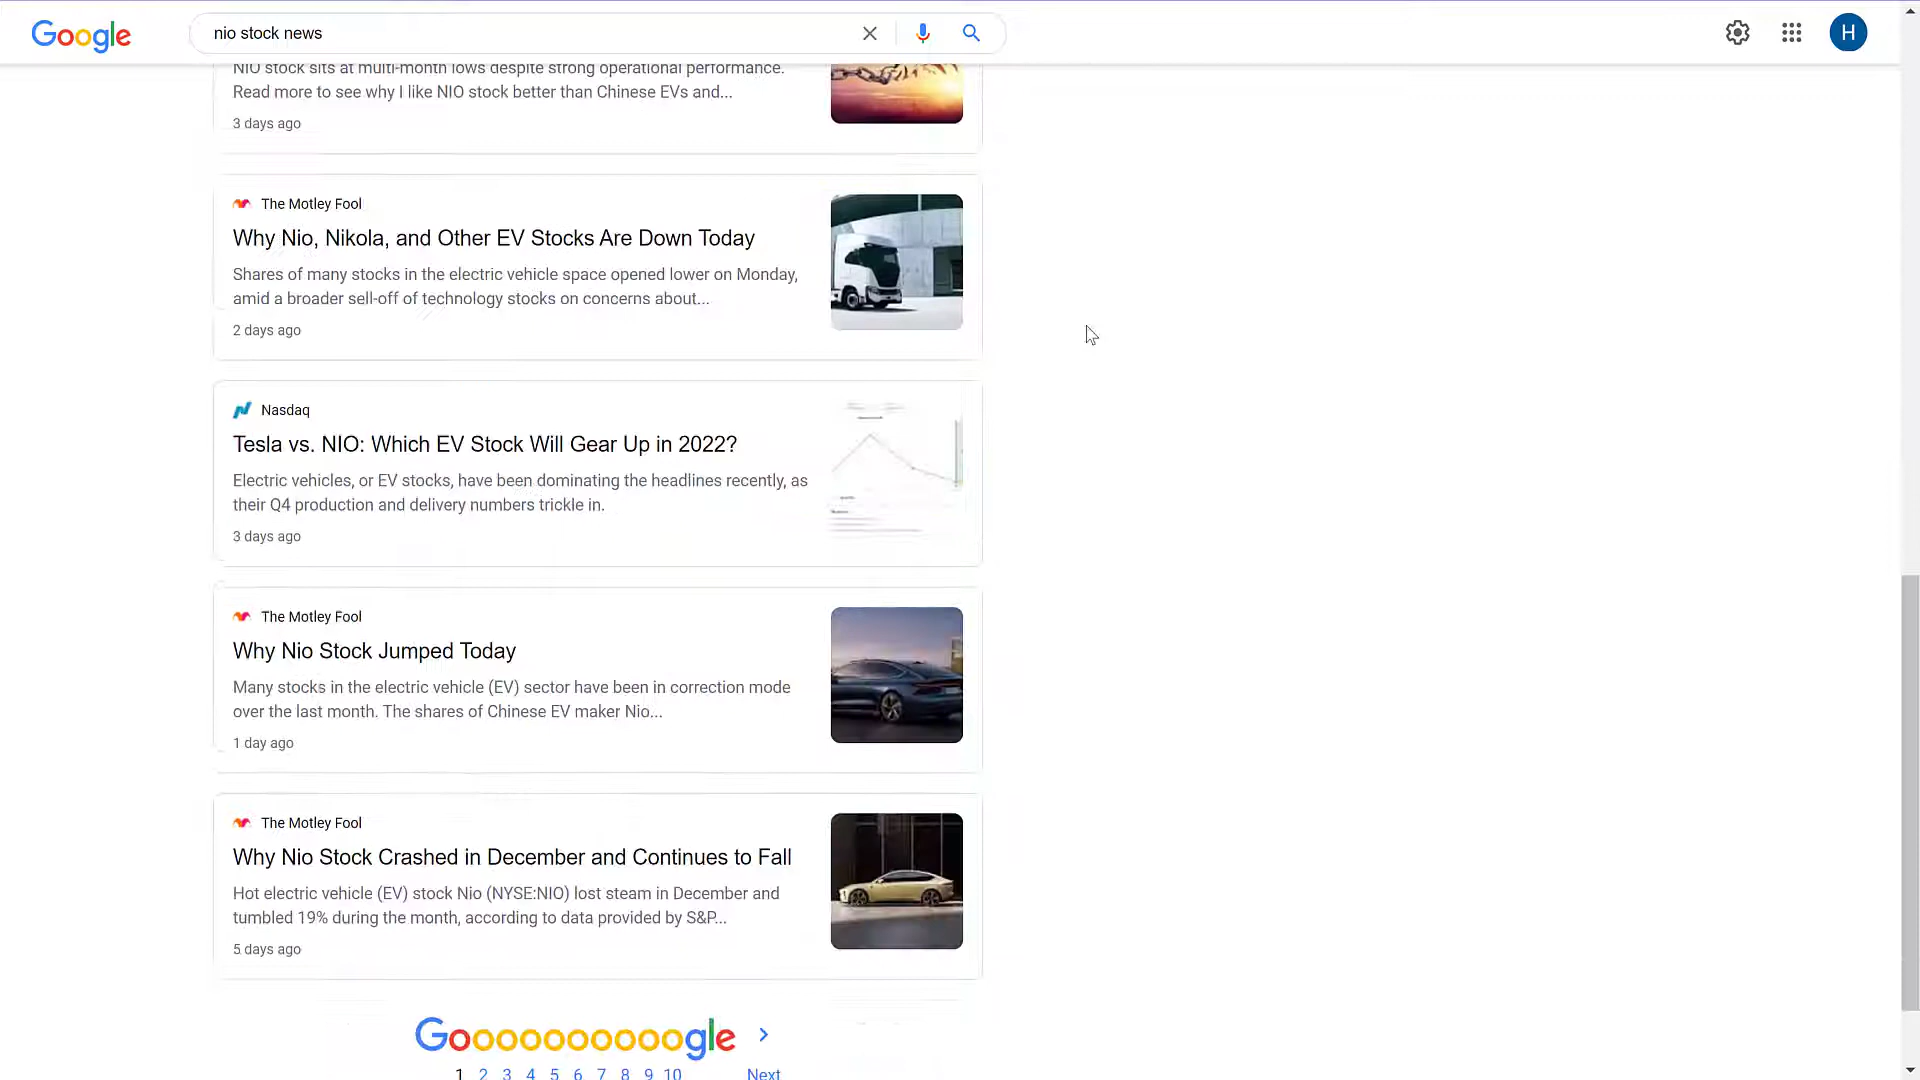 Google
nio stock news
H
NIO stock sits at multi-month lows despite strong operational performance.
Read more to see why I like NIO stock better than Chinese EVs and...
3 days ago
The Motley Fool
Why Nio, Nikola, and Other EV Stocks Are Down Today
Shares of many stocks in the electric vehicle space opened lower on Monday,
amid a broader sell-off of technology stocks on concerns about...
2 days ago
Nasdaq
Tesla vs. NIO: Which EV Stock Will Gear Up in 2022?
Electric vehicles, or EV stocks, have been dominating the headlines recently, as
their Q4 production and delivery numbers trickle in.
3 days ago
The Motley Fool
Why Nio Stock Jumped Today
Many stocks in the electric vehicle (EV) sector have been in correction mode
over the last month. The shares of Chinese EV maker Nio...
1 day ago
The Motley Fool
Why Nio Stock Crashed in December and Continues to Fall
Hot electric vehicle (EV) stock Nio (NYSE:NIO) lost steam in December and
tumbled 19% during the month, according to data provided by S&P...
5 days ago
Goooooooooogle >
1 2 3 4 5 6 7 8 9 10 Next